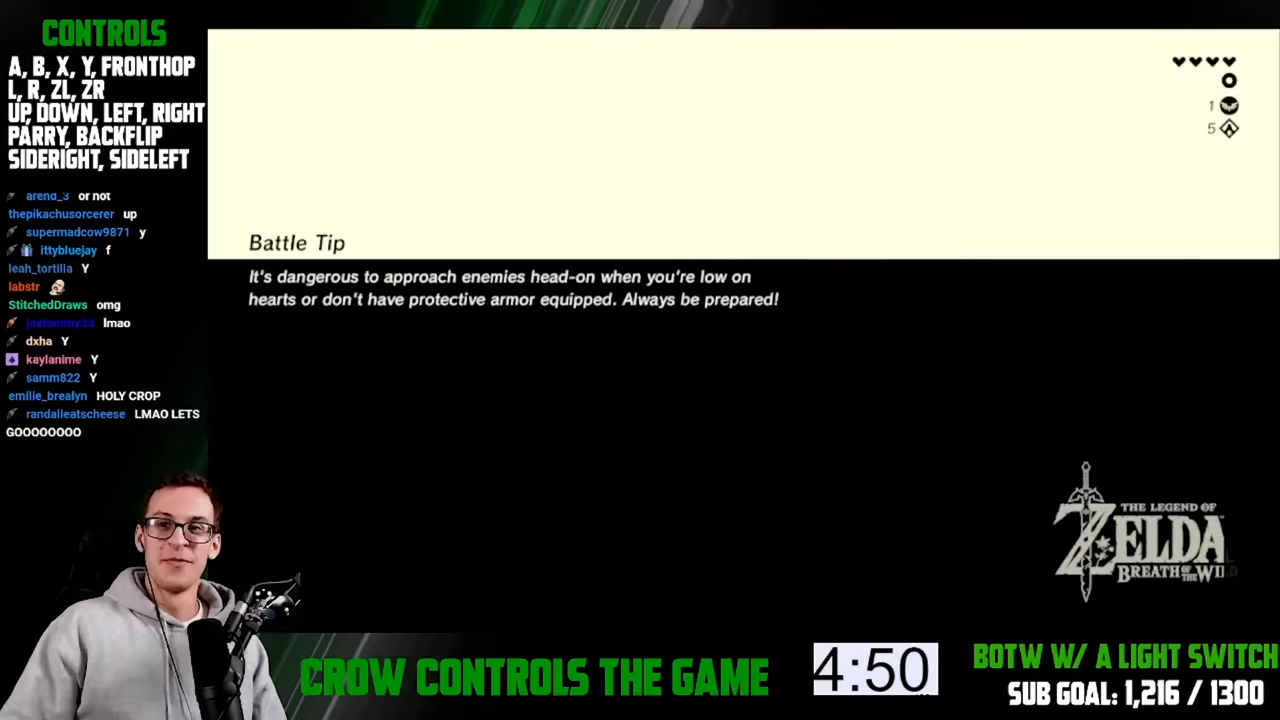 CONTROLS
A, B, X, Y, FRONTHOP
L, R, ZL, ZR
UP, DOWN, LEFT, RIGHT
PARRY, BACKFLIP
SIDERIGHT, SIDELEFT
arend_3 or not
thepikachusorcerer up
supermadcow9871 y
ittybluejay f
leah_tortilla Y
labstr
StitchedDraws omg
lmao
dxha Y
kaylanime Y
samm822 Y
emilie_brealyn HOLY CROP
randalleatscheese LMAO LETS
GOOOOOOOO
1
5
Battle Tip
It's dangerous to approach enemies head-on when you're low on
hearts or don't have protective armor equipped. Always be prepared!
THE LEGEND OF
ZELDA
BREATH OF THE WILD
CROW CONTROLS THE GAME
4:50
BOTW W/ A LIGHT SWITCH
SUB GOAL: 1,216 / 1300